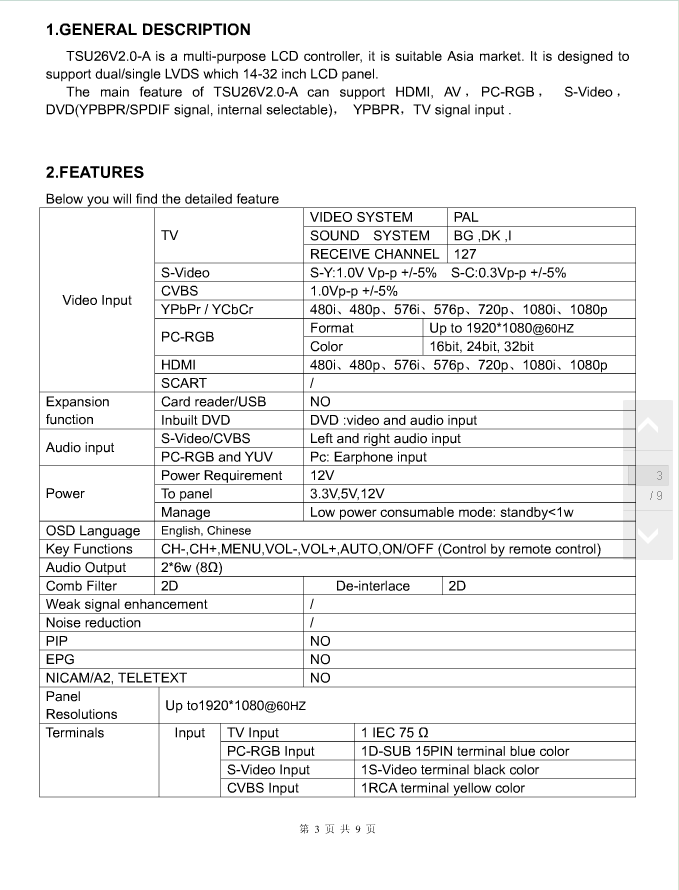 1.GENERAL DESCRIPTION
TSU26V2.0-A is a multi-purpose LCD controller, it is suitable Asia market. It is designed to
support dual/single LVDS which 14-32 inch LCD panel.
The main feature of TSU26V2.0-A can support HDMI, AV， PC-RGB， S-Video，
DVD(YPBPR/SPDIF signal, internal selectable)， YPBPR，TV signal input .
2.FEATURES
Below you will find the detailed feature
Video Input
TV
VIDEO SYSTEM PAL
SOUND SYSTEM BG ,DK ,I
RECEIVE CHANNEL 127
S-Video S-Y:1.0V Vp-p +/-5% S-C:0.3Vp-p +/-5%
CVBS 1.0Vp-p +/-5%
YPbPr / YCbCr 480i、480p、576i、576p、720p、1080i、1080p
PC-RGB
Format Up to 1920*1080@60HZ
Color 16bit, 24bit, 32bit
HDMI 480i、480p、576i、576p、720p、1080i、1080p
SCART /
Expansion
function
Card reader/USB NO
Inbuilt DVD DVD :video and audio input
Audio input
S-Video/CVBS Left and right audio input
PC-RGB and YUV Pc: Earphone input
Power
Power Requirement 12V
To panel 3.3V,5V,12V
Manage Low power consumable mode: standby<1w
OSD Language English, Chinese
Key Functions CH-,CH+,MENU,VOL-,VOL+,AUTO,ON/OFF (Control by remote control)
Audio Output 2*6w (8Ω)
Comb Filter 2D De-interlace 2D
Weak signal enhancement /
Noise reduction /
PIP NO
EPG NO
NICAM/A2, TELETEXT NO
Panel
Resolutions
Up to1920*1080@60HZ
Terminals Input TV Input 1 IEC 75 Ω
PC-RGB Input 1D-SUB 15PIN terminal blue color
S-Video Input 1S-Video terminal black color
CVBS Input 1RCA terminal yellow color
第 3 页 共 9 页
3
/ 9